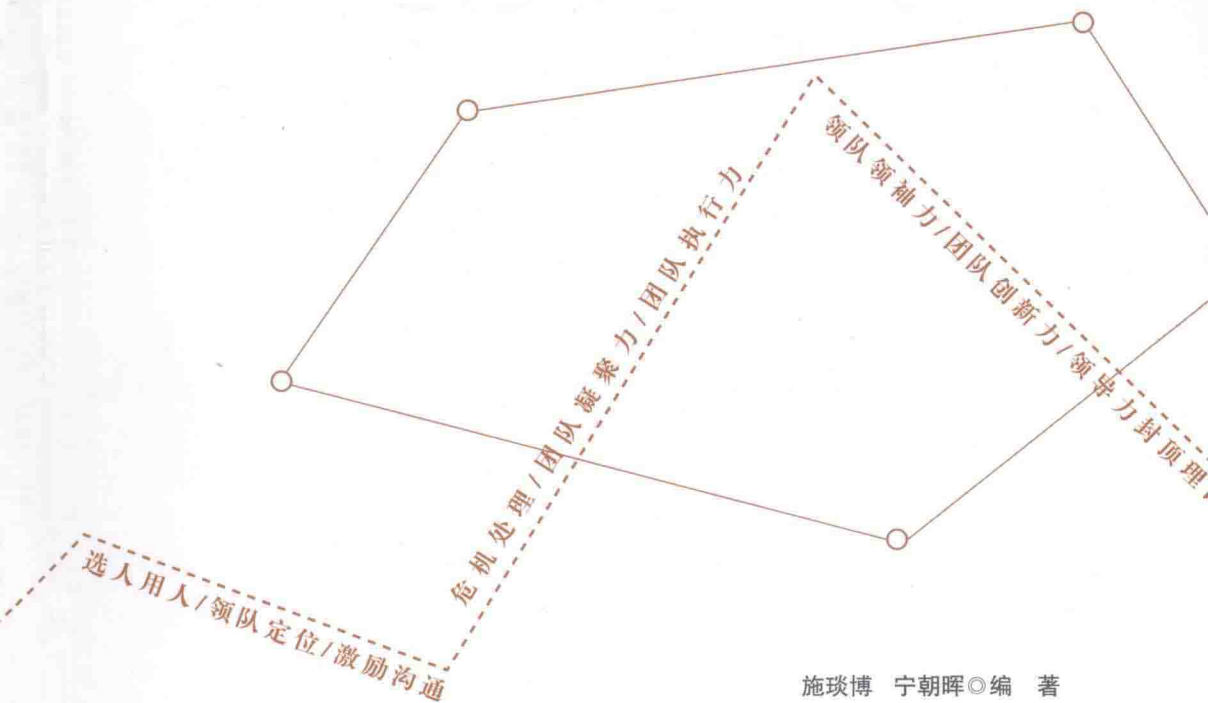 选人用人/领队定位/激励沟通
危机处理/团队凝聚力/团队执行力
领队领袖力/团队创新力/领导力封顶理
施琰博 宁朝晖◎编 著